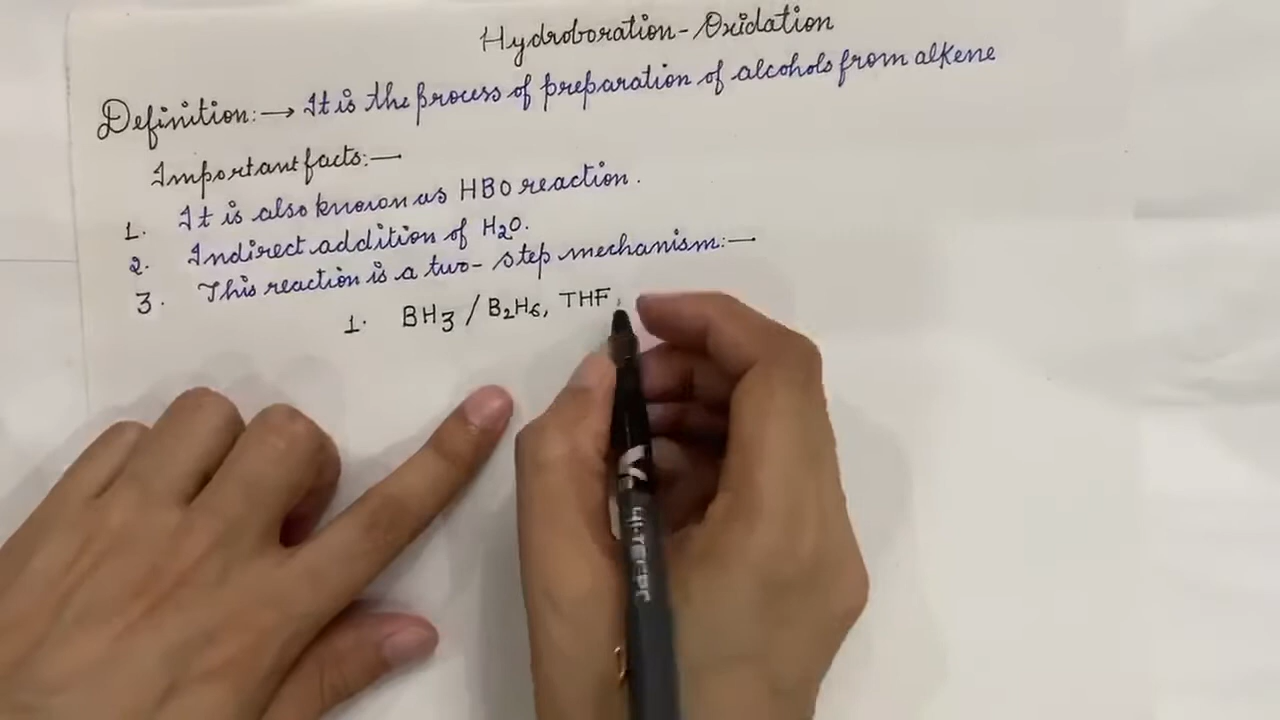 Hydroboration-Oxidation
Definition:→ It is the process of preparation of alcohols from alkene
Important facts:—
1. It is also known as HBO reaction.
2. Indirect addition of H₂O.
3. This reaction is a two-step mechanism:—
1. BH₃ / B₂H₆, THF,
V
HI-TECPC